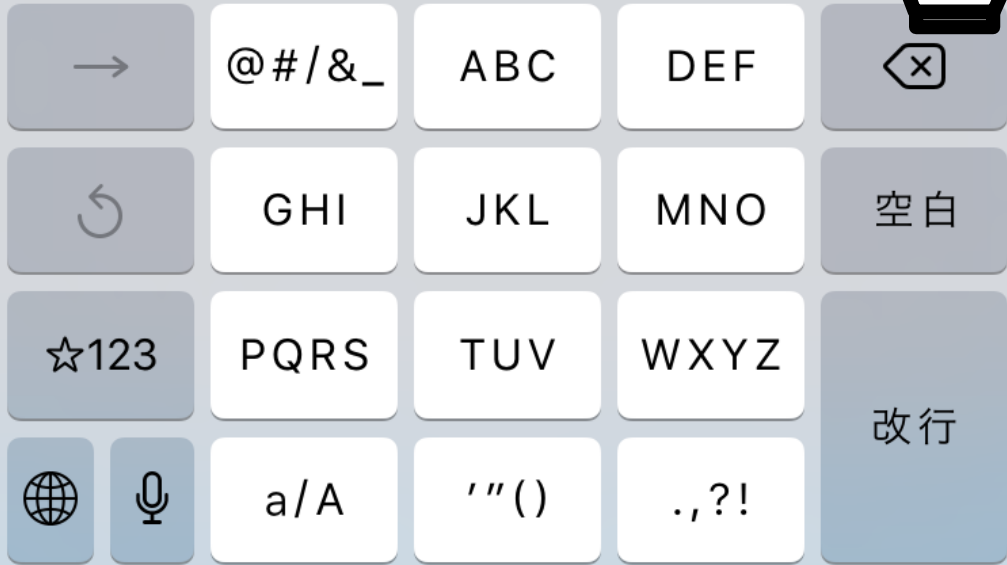 → @#/&_ ABC DEF
GHI JKL MNO 空白
☆123 PQRS TUV WXYZ
改行
a/A ’”() .,?!